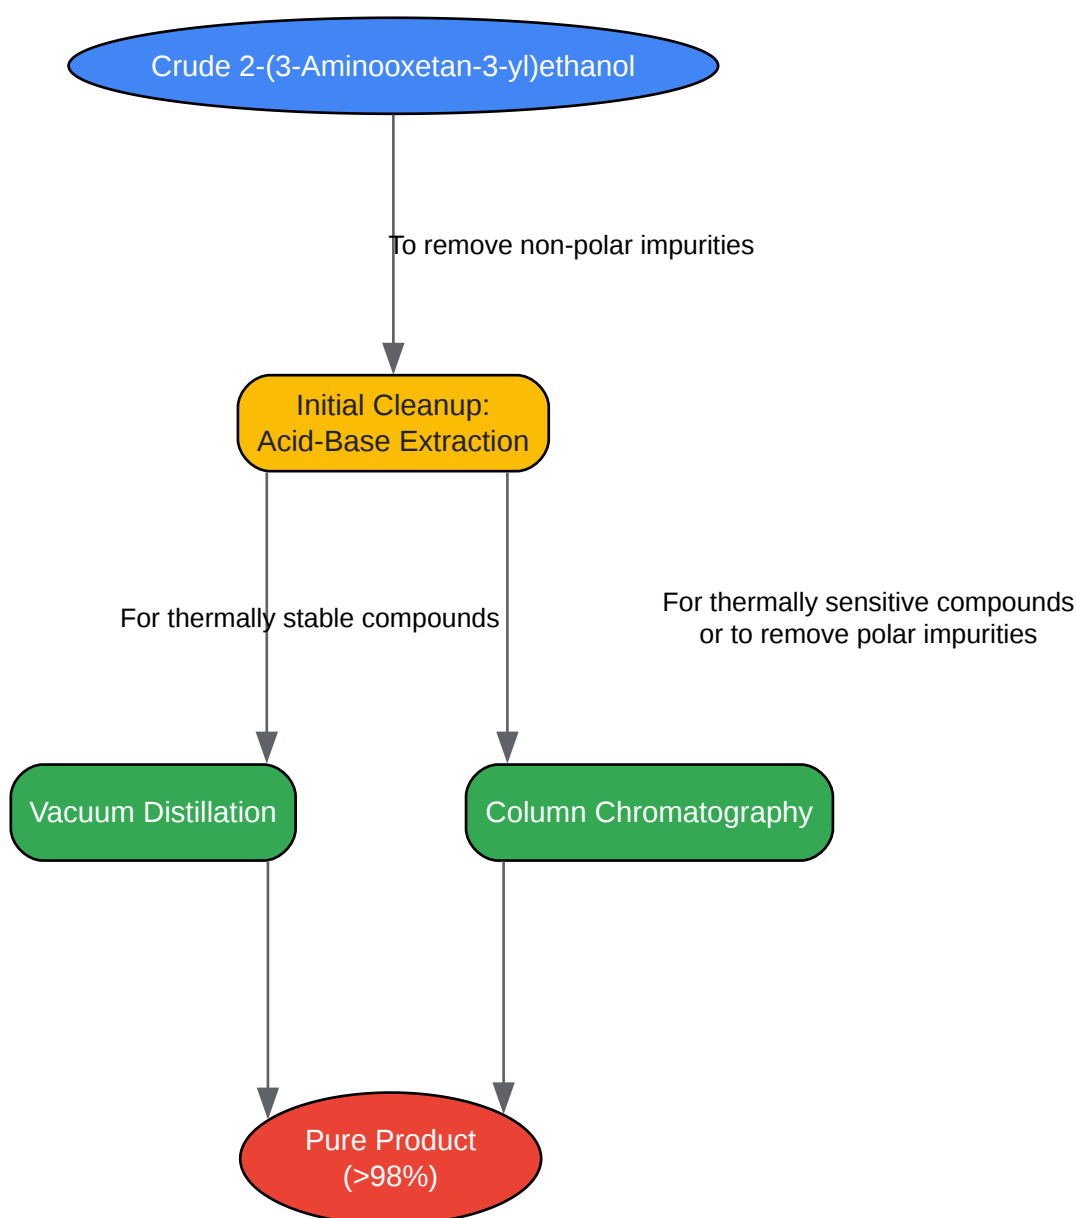 Crude 2-(3-Aminooxetan-3-yl)ethanol
To remove non-polar impurities
Initial Cleanup:
Acid-Base Extraction
For thermally stable compounds
For thermally sensitive compounds
or to remove polar impurities
Vacuum Distillation
Column Chromatography
Pure Product
(>98%)